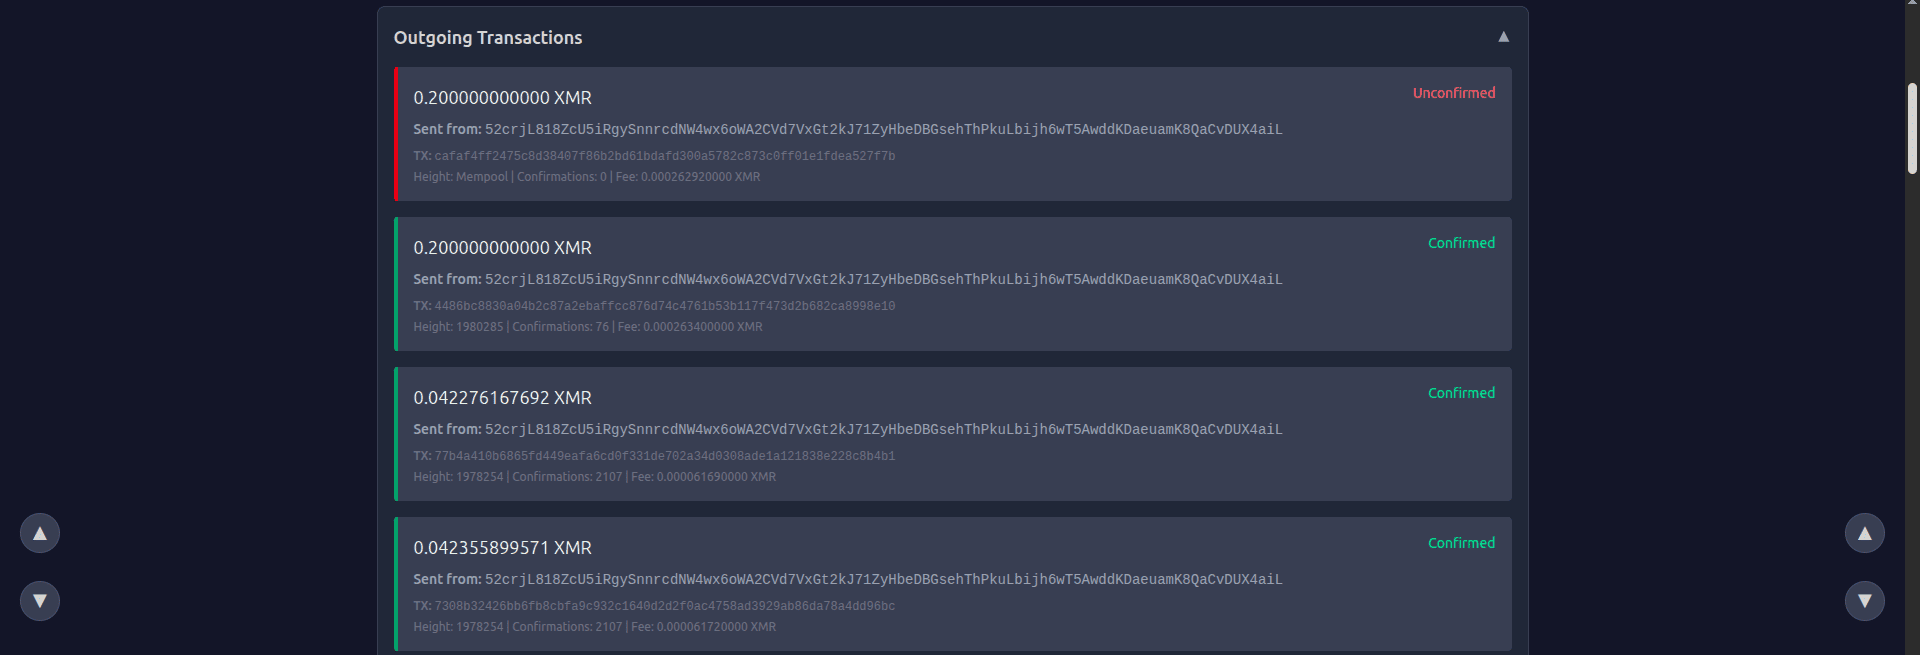 Outgoing Transactions
▲
0.200000000000 XMR
Unconfirmed
Sent from: 52crjL818ZcU5iRgySnnrcdNW4wx6oWA2CVd7VxGt2kJ71ZyHbeDBGsehThPkuLbijh6wT5AwddKDaeuamK8QaCvDUX4aiL
TX: cafaf4ff2475c8d38407f86b2bd61bdafd300a5782c873c0ff01e1fdea527f7b
Height: Mempool | Confirmations: 0 | Fee: 0.000262920000 XMR
0.200000000000 XMR
Confirmed
Sent from: 52crjL818ZcU5iRgySnnrcdNW4wx6oWA2CVd7VxGt2kJ71ZyHbeDBGsehThPkuLbijh6wT5AwddKDaeuamK8QaCvDUX4aiL
TX: 4486bc8830a04b2c87a2ebaffcc876d74c4761b53b117f473d2b682ca8998e10
Height: 1980285 | Confirmations: 76 | Fee: 0.000263400000 XMR
0.042276167692 XMR
Confirmed
Sent from: 52crjL818ZcU5iRgySnnrcdNW4wx6oWA2CVd7VxGt2kJ71ZyHbeDBGsehThPkuLbijh6wT5AwddKDaeuamK8QaCvDUX4aiL
TX: 77b4a410b6865fd449eafa6cd0f331de702a34d0308ade1a121838e228c8b4b1
Height: 1978254 | Confirmations: 2107 | Fee: 0.000061690000 XMR
0.042355899571 XMR
Confirmed
Sent from: 52crjL818ZcU5iRgySnnrcdNW4wx6oWA2CVd7VxGt2kJ71ZyHbeDBGsehThPkuLbijh6wT5AwddKDaeuamK8QaCvDUX4aiL
TX: 7308b32426bb6fb8cbfa9c932c1640d2d2f0ac4758ad3929ab86da78a4dd96bc
Height: 1978254 | Confirmations: 2107 | Fee: 0.000061720000 XMR